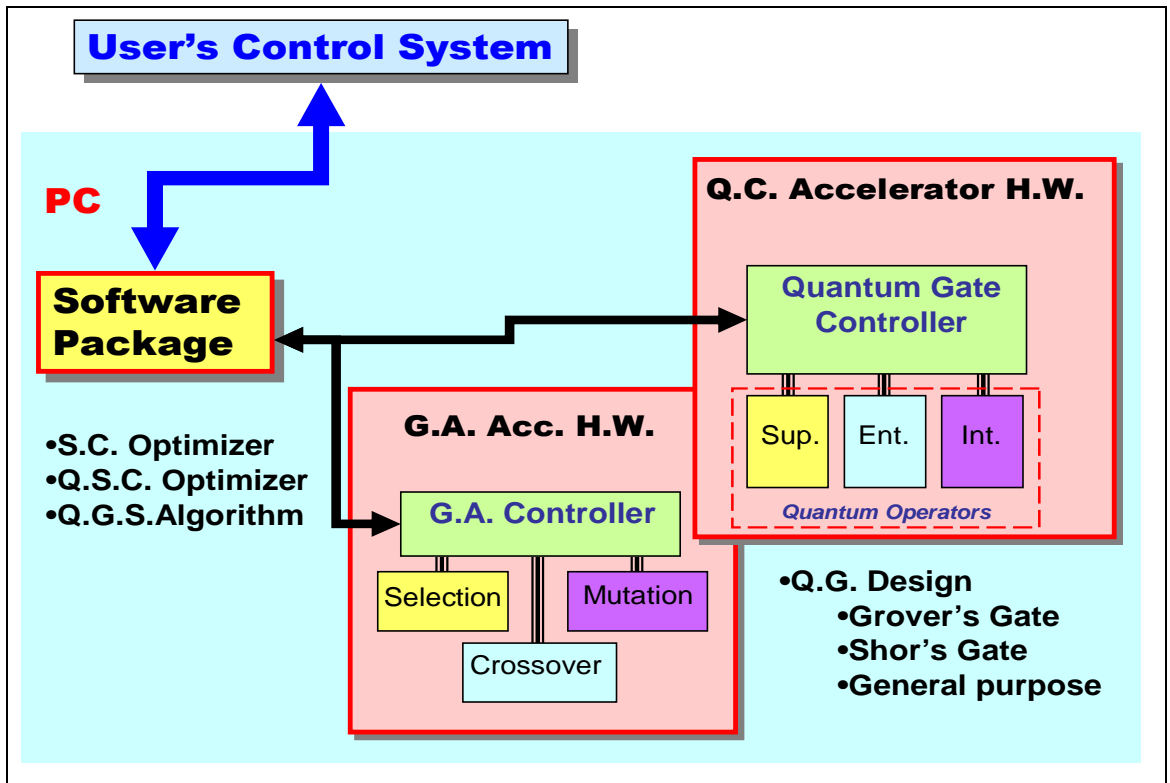 User's Control System
PC
Q.C. Accelerator H.W.
Software
Package
Quantum Gate
Controller
Sup.
Ent.
Int.
Quantum Operators
G.A. Acc. H.W.
•S.C. Optimizer
•Q.S.C. Optimizer
•Q.G.S.Algorithm
G.A. Controller
Selection
Mutation
Crossover
•Q.G. Design
•Grover's Gate
•Shor's Gate
•General purpose